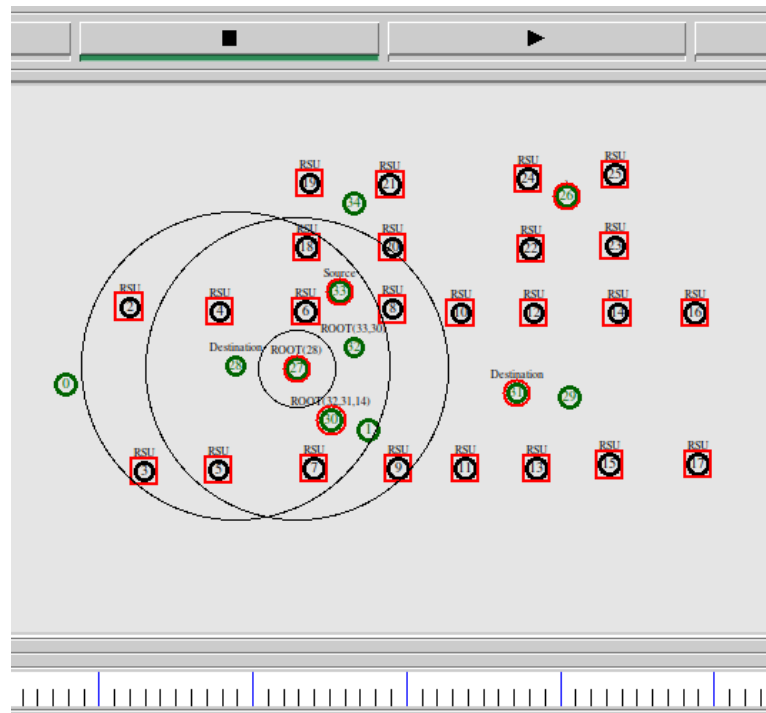 RSU
19
RSU
21
RSU
24
RSU
25
26
34
RSU
18
RSU
20
RSU
22
RSU
23
Source
33
RSU
2
RSU
4
RSU
6
RSU
8
RSU
10
RSU
12
RSU
14
RSU
16
ROOT(33,30)
32
Destination
28
ROOT(28)
27
0
Destination
31
29
ROOT(32,31,14)
30
1
RSU
3
RSU
5
RSU
7
RSU
9
RSU
11
RSU
13
RSU
15
RSU
17